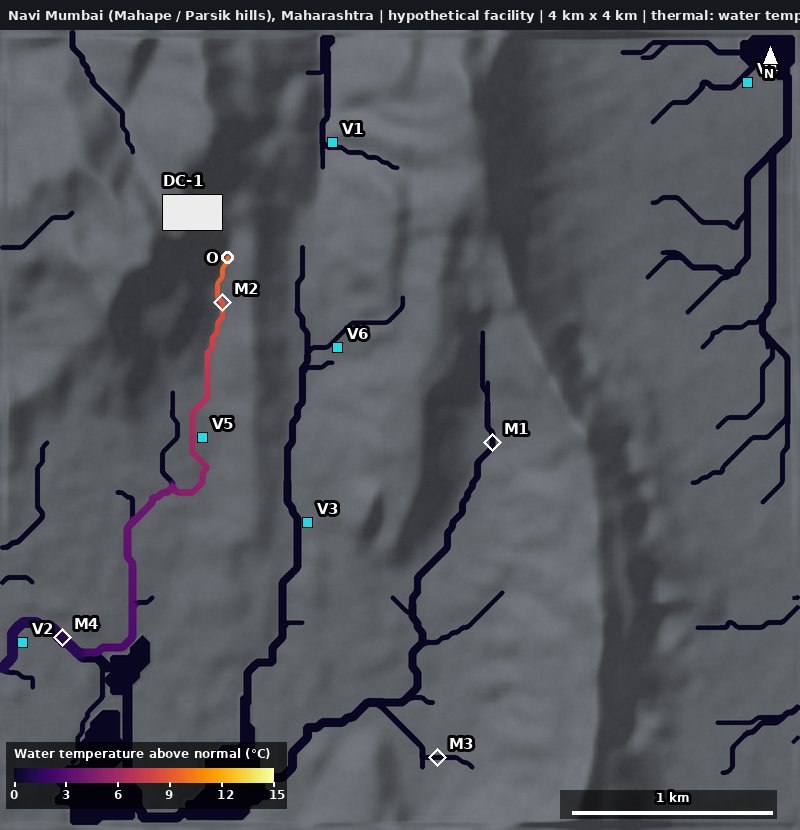 Navi Mumbai (Mahape / Parsik hills), Maharashtra | hypothetical facility | 4 km x 4 km | thermal: water temp
N
V1
DC-1
O
M2
V6
V5
M1
V3
V2
M4
M3
Water temperature above normal (°C)
0 3 6 9 12 15
1 km